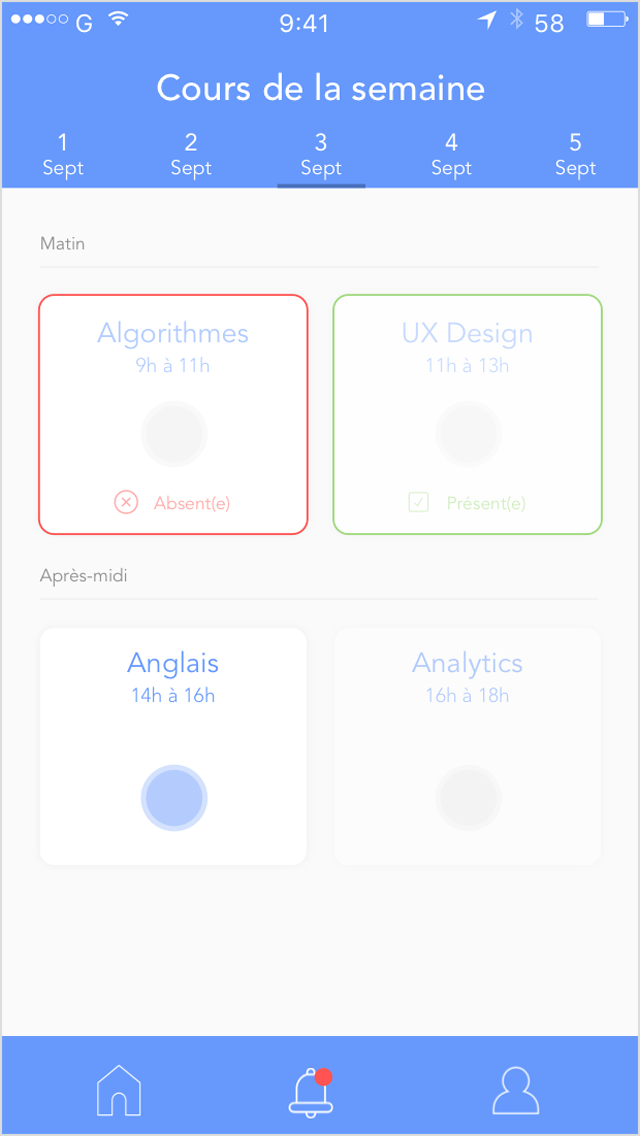 G 9:41 58
Cours de la semaine
1 2 3 4 5
Sept Sept Sept Sept Sept
Matin
Algorithmes UX Design
9h à 11h 11h à 13h
Absent(e) Présent(e)
Après-midi
Anglais Analytics
14h à 16h 16h à 18h